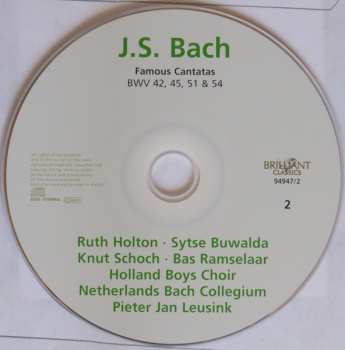 J.S. Bach
Famous Cantatas
BWV 42, 45, 51 & 54
BRILLIANT
CLASSICS
94947/2
2
Ruth Holton · Sytse Buwalda
Knut Schoch · Bas Ramselaar
Holland Boys Choir
Netherlands Bach Collegium
Pieter Jan Leusink